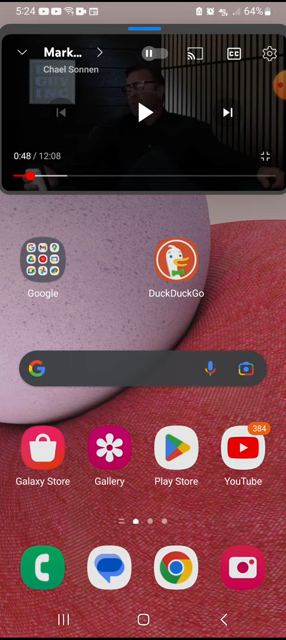 5:24
64%
Mark...
Chael Sonnen
CC
0:48 / 12:08
Google
DuckDuckGo
384
Galaxy Store
Gallery
Play Store
YouTube